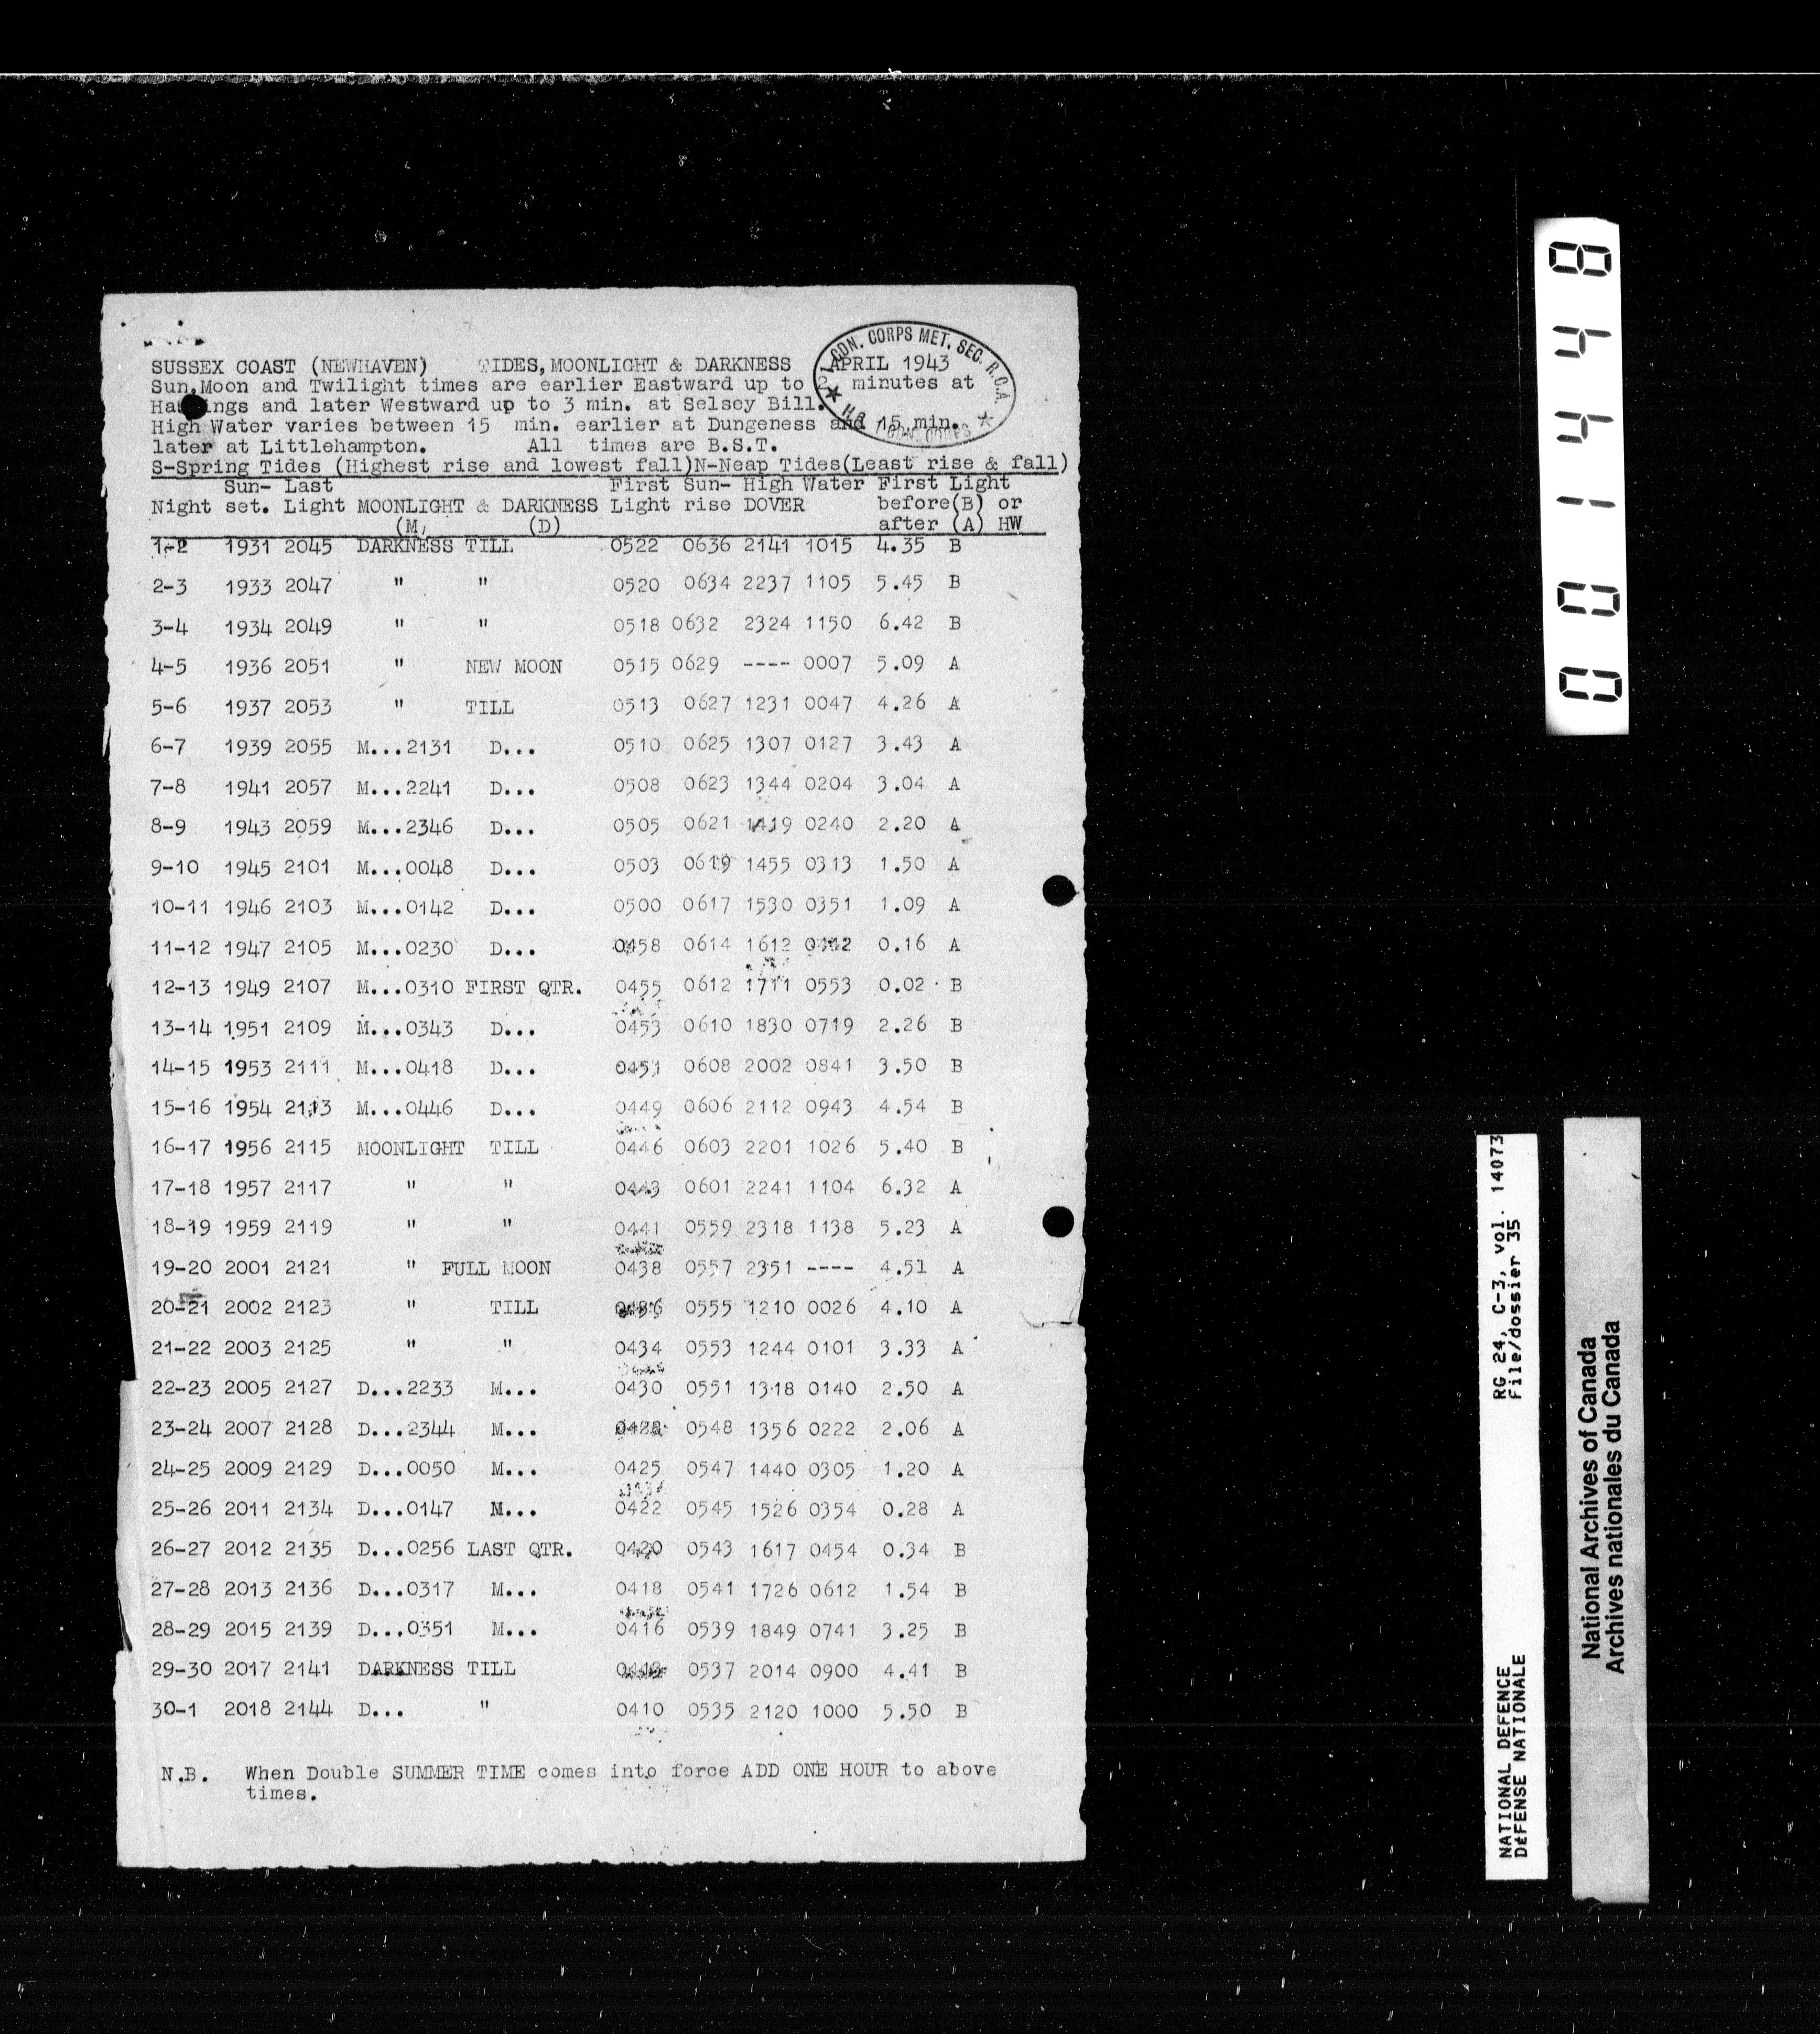 1 CDN. CORPS MET. SEC. R.C.A.
H.Q. 1 CDN. CORPS
SUSSEX COAST (NEWHAVEN) TIDES, MOONLIGHT & DARKNESS APRIL 1943
Sun, Moon and Twilight times are earlier Eastward up to 2 minutes at
Hastings and later Westward up to 3 min. at Selsey Bill.
High Water varies between 15 min. earlier at Dungeness and 15 min.
later at Littlehampton. All times are B.S.T.
S-Spring Tides (Highest rise and lowest fall)N-Neap Tides(Least rise & fall)
Sun- Last First Sun- High Water First Light
Night set. Light MOONLIGHT & DARKNESS Light rise DOVER before(B) or
(M) (D) after (A) HW
1-2 1931 2045 DARKNESS TILL 0522 0636 2141 1015 4.35 B
2-3 1933 2047 " " 0520 0634 2237 1105 5.45 B
3-4 1934 2049 " " 0518 0632 2324 1150 6.42 B
4-5 1936 2051 " NEW MOON 0515 0629 ---- 0007 5.09 A
5-6 1937 2053 " TILL 0513 0627 1231 0047 4.26 A
6-7 1939 2055 M...2131 D... 0510 0625 1307 0127 3.43 A
7-8 1941 2057 M...2241 D... 0508 0623 1344 0204 3.04 A
8-9 1943 2059 M...2346 D... 0505 0621 1419 0240 2.20 A
9-10 1945 2101 M...0048 D... 0503 0619 1455 0313 1.50 A
10-11 1946 2103 M...0142 D... 0500 0617 1530 0351 1.09 A
11-12 1947 2105 M...0230 D... 0458 0614 1612 0442 0.16 A
12-13 1949 2107 M...0310 FIRST QTR. 0455 0612 1711 0553 0.02 B
13-14 1951 2109 M...0343 D... 0453 0610 1830 0719 2.26 B
14-15 1953 2111 M...0418 D... 0451 0608 2002 0841 3.50 B
15-16 1954 2113 M...0446 D... 0449 0606 2112 0943 4.54 B
16-17 1956 2115 MOONLIGHT TILL 0446 0603 2201 1026 5.40 B
17-18 1957 2117 " " 0443 0601 2241 1104 6.32 A
18-19 1959 2119 " " 0441 0559 2318 1138 5.23 A
19-20 2001 2121 " FULL MOON 0438 0557 2351 ---- 4.51 A
20-21 2002 2123 " TILL 0436 0555 1210 0026 4.10 A
21-22 2003 2125 " " 0434 0553 1244 0101 3.33 A
22-23 2005 2127 D...2233 M... 0430 0551 1318 0140 2.50 A
23-24 2007 2128 D...2344 M... 0428 0548 1356 0222 2.06 A
24-25 2009 2129 D...0050 M... 0425 0547 1440 0305 1.20 A
25-26 2011 2134 D...0147 M... 0422 0545 1526 0354 0.28 A
26-27 2012 2135 D...0256 LAST QTR. 0420 0543 1617 0454 0.34 B
27-28 2013 2136 D...0317 M... 0418 0541 1726 0612 1.54 B
28-29 2015 2139 D...0351 M... 0416 0539 1849 0741 3.25 B
29-30 2017 2141 DARKNESS TILL 0537 2014 0900 4.41 B
30-1 2018 2144 D... " 0410 0535 2120 1000 5.50 B
N.B. When Double SUMMER TIME comes into force ADD ONE HOUR to above
times.
001448
RG 24, C-3, vol. 14073
File/dossier 35
NATIONAL DEFENCE
DÉFENSE NATIONALE
National Archives of Canada
Archives nationales du Canada